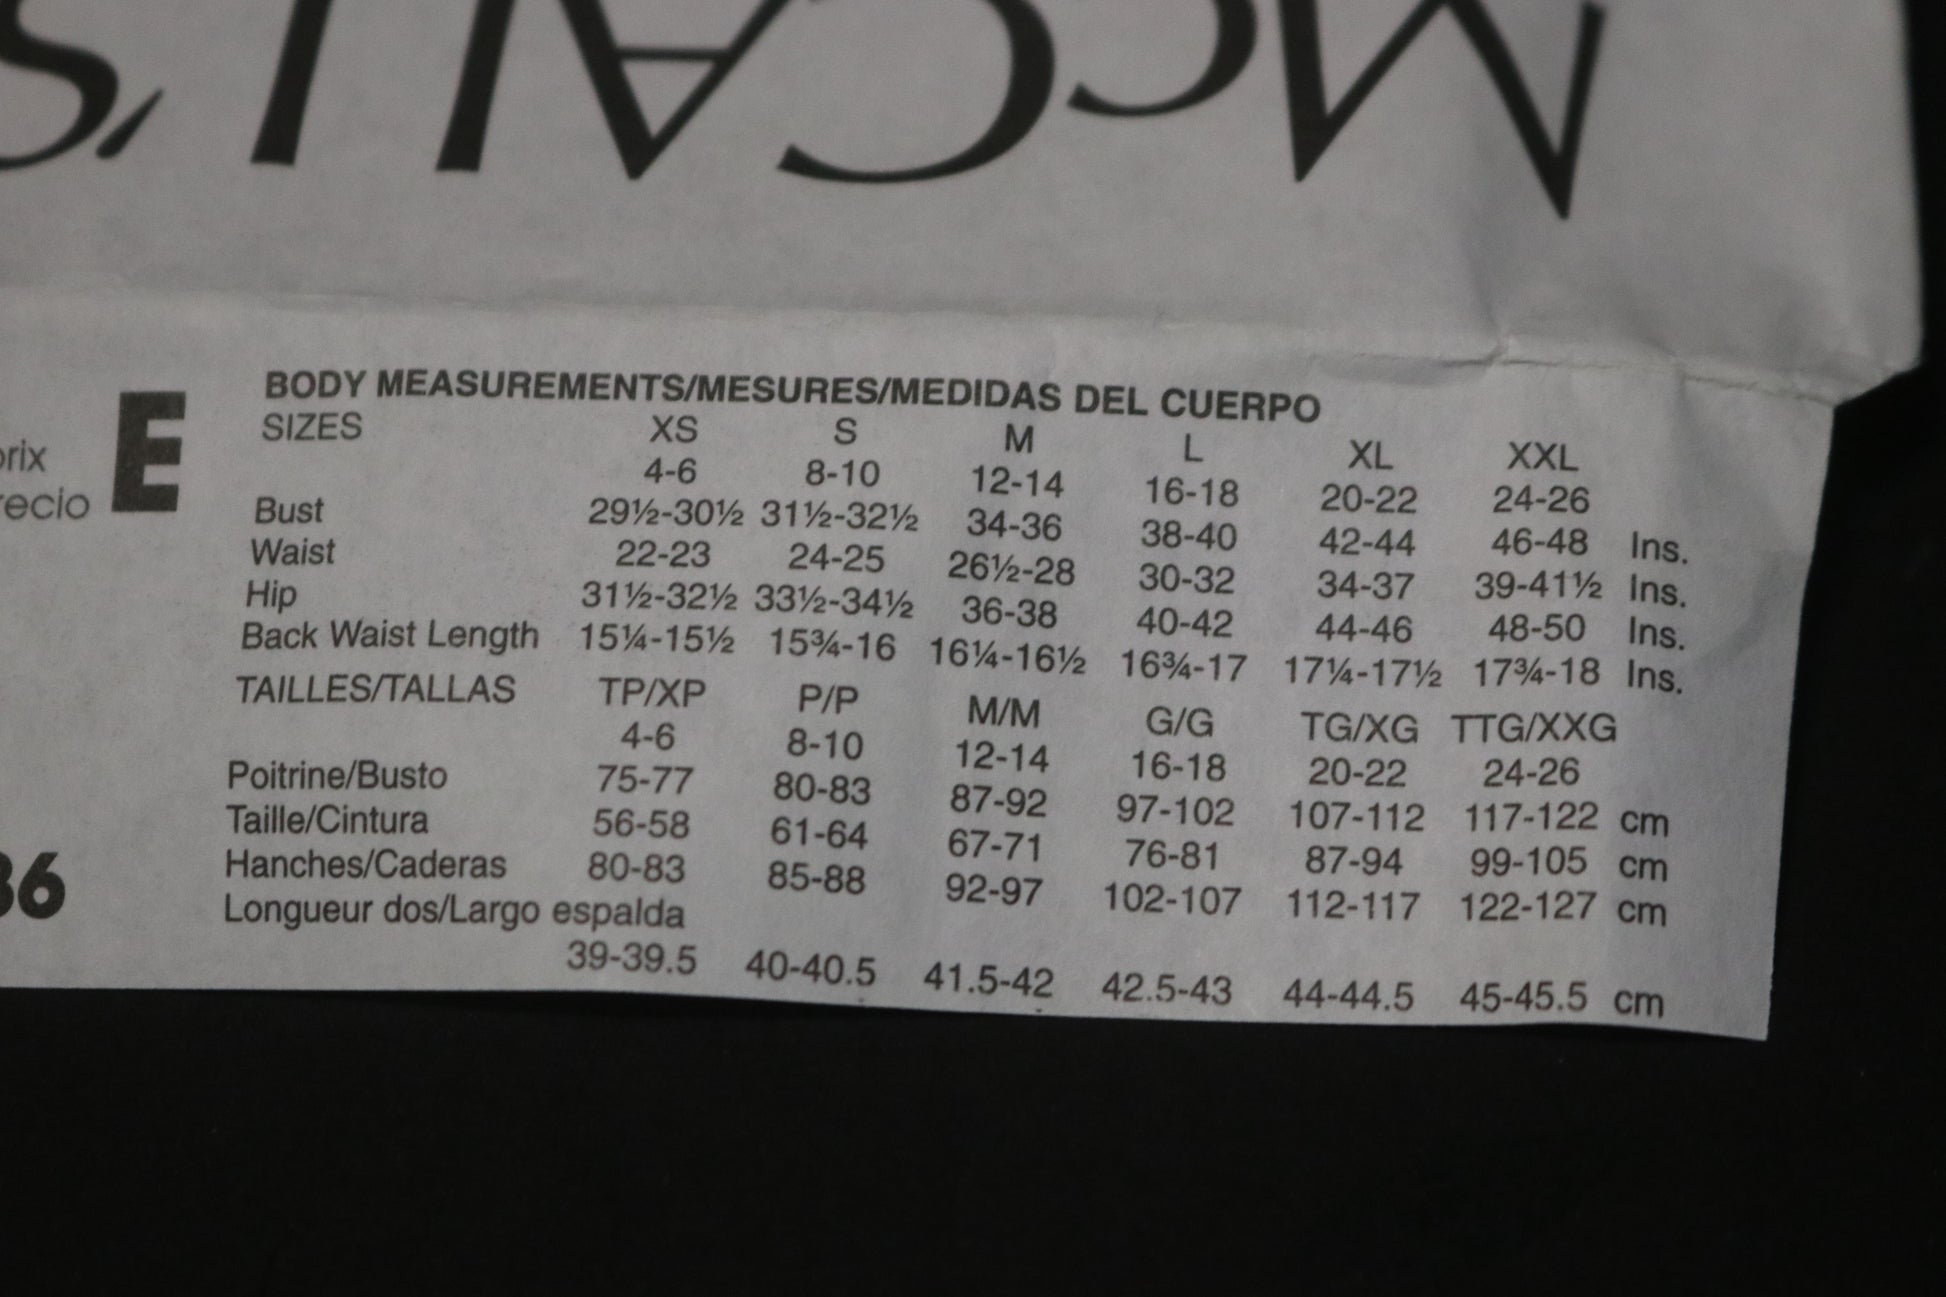 McCALL'S
BODY MEASUREMENTS/MESURES/MEDIDAS DEL CUERPO
SIZES XS S M L XL XXL
4-6 8-10 12-14 16-18 20-22 24-26
Bust 29½-30½ 31½-32½ 34-36 38-40 42-44 46-48 Ins.
Waist 22-23 24-25 26½-28 30-32 34-37 39-41½ Ins.
Hip 31½-32½ 33½-34½ 36-38 40-42 44-46 48-50 Ins.
Back Waist Length 15¼-15½ 15¾-16 16¼-16½ 16¾-17 17¼-17½ 17¾-18 Ins.
TAILLES/TALLAS TP/XP P/P M/M G/G TG/XG TTG/XXG
4-6 8-10 12-14 16-18 20-22 24-26
Poitrine/Busto 75-77 80-83 87-92 97-102 107-112 117-122 cm
Taille/Cintura 56-58 61-64 67-71 76-81 87-94 99-105 cm
Hanches/Caderas 80-83 85-88 92-97 102-107 112-117 122-127 cm
Longueur dos/Largo espalda
39-39.5 40-40.5 41.5-42 42.5-43 44-44.5 45-45.5 cm
E